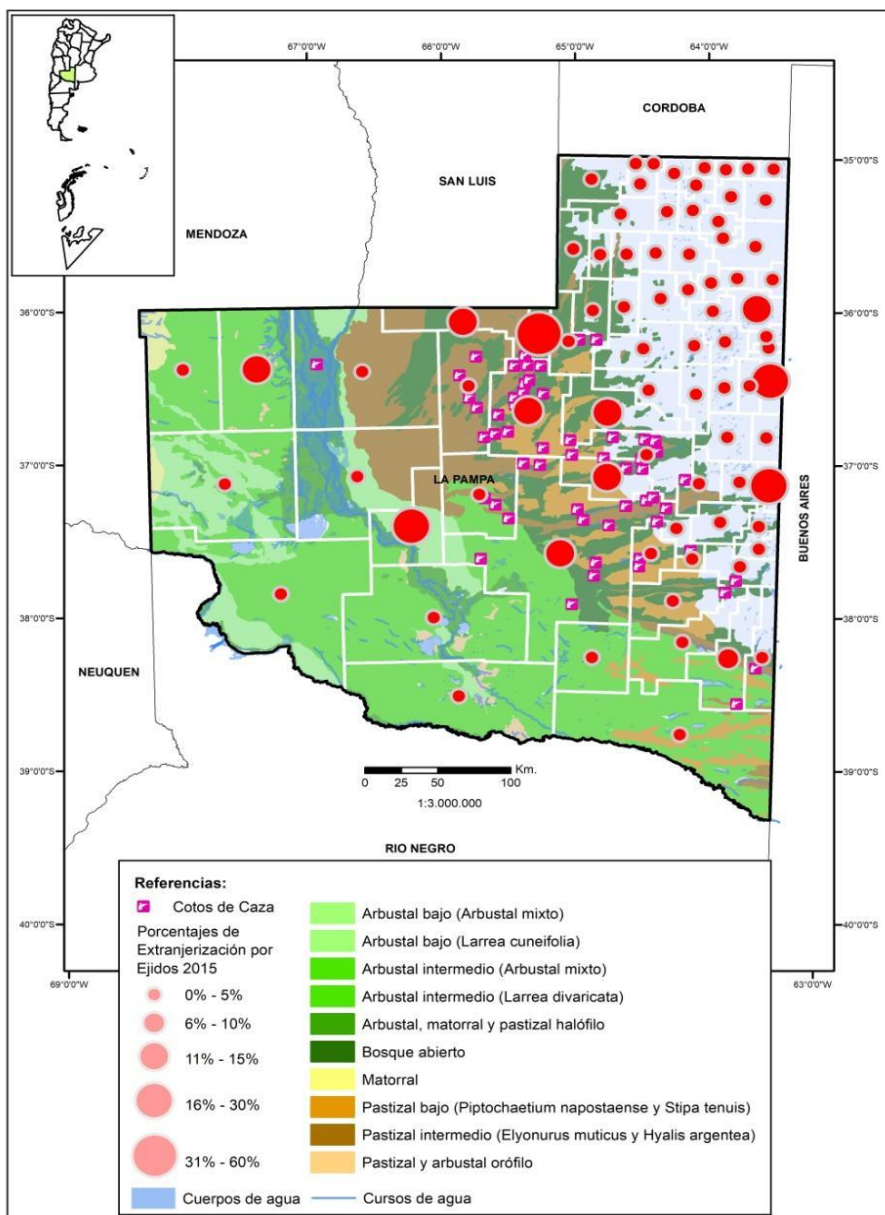 67°0'0"W
66°0'0"W
65°0'0"W
64°0'0"W
CORDOBA
35°0'0"S
35°0'0"S
SAN LUIS
MENDOZA
36°0'0"S
36°0'0"S
37°0'0"S
LA PAMPA
37°0'0"S
BUENOS AIRES
38°0'0"S
38°0'0"S
NEUQUEN
Km.
0 25 50 100
39°0'0"S
39°0'0"S
1:3.000.000
RIO NEGRO
Referencias:
Cotos de Caza
Porcentajes de
Extranjerización por
Ejidos 2015
0% - 5%
6% - 10%
11% - 15%
16% - 30%
31% - 60%
Cuerpos de agua
Arbustal bajo (Arbustal mixto)
Arbustal bajo (Larrea cuneifolia)
Arbustal intermedio (Arbustal mixto)
Arbustal intermedio (Larrea divaricata)
Arbustal, matorral y pastizal halófilo
Bosque abierto
Matorral
Pastizal bajo (Piptochaetium napostaense y Stipa tenuis)
Pastizal intermedio (Elyonurus muticus y Hyalis argentea)
Pastizal y arbustal orófilo
Cursos de agua
40°0'0"S
40°0'0"S
69°0'0"W
63°0'0"W